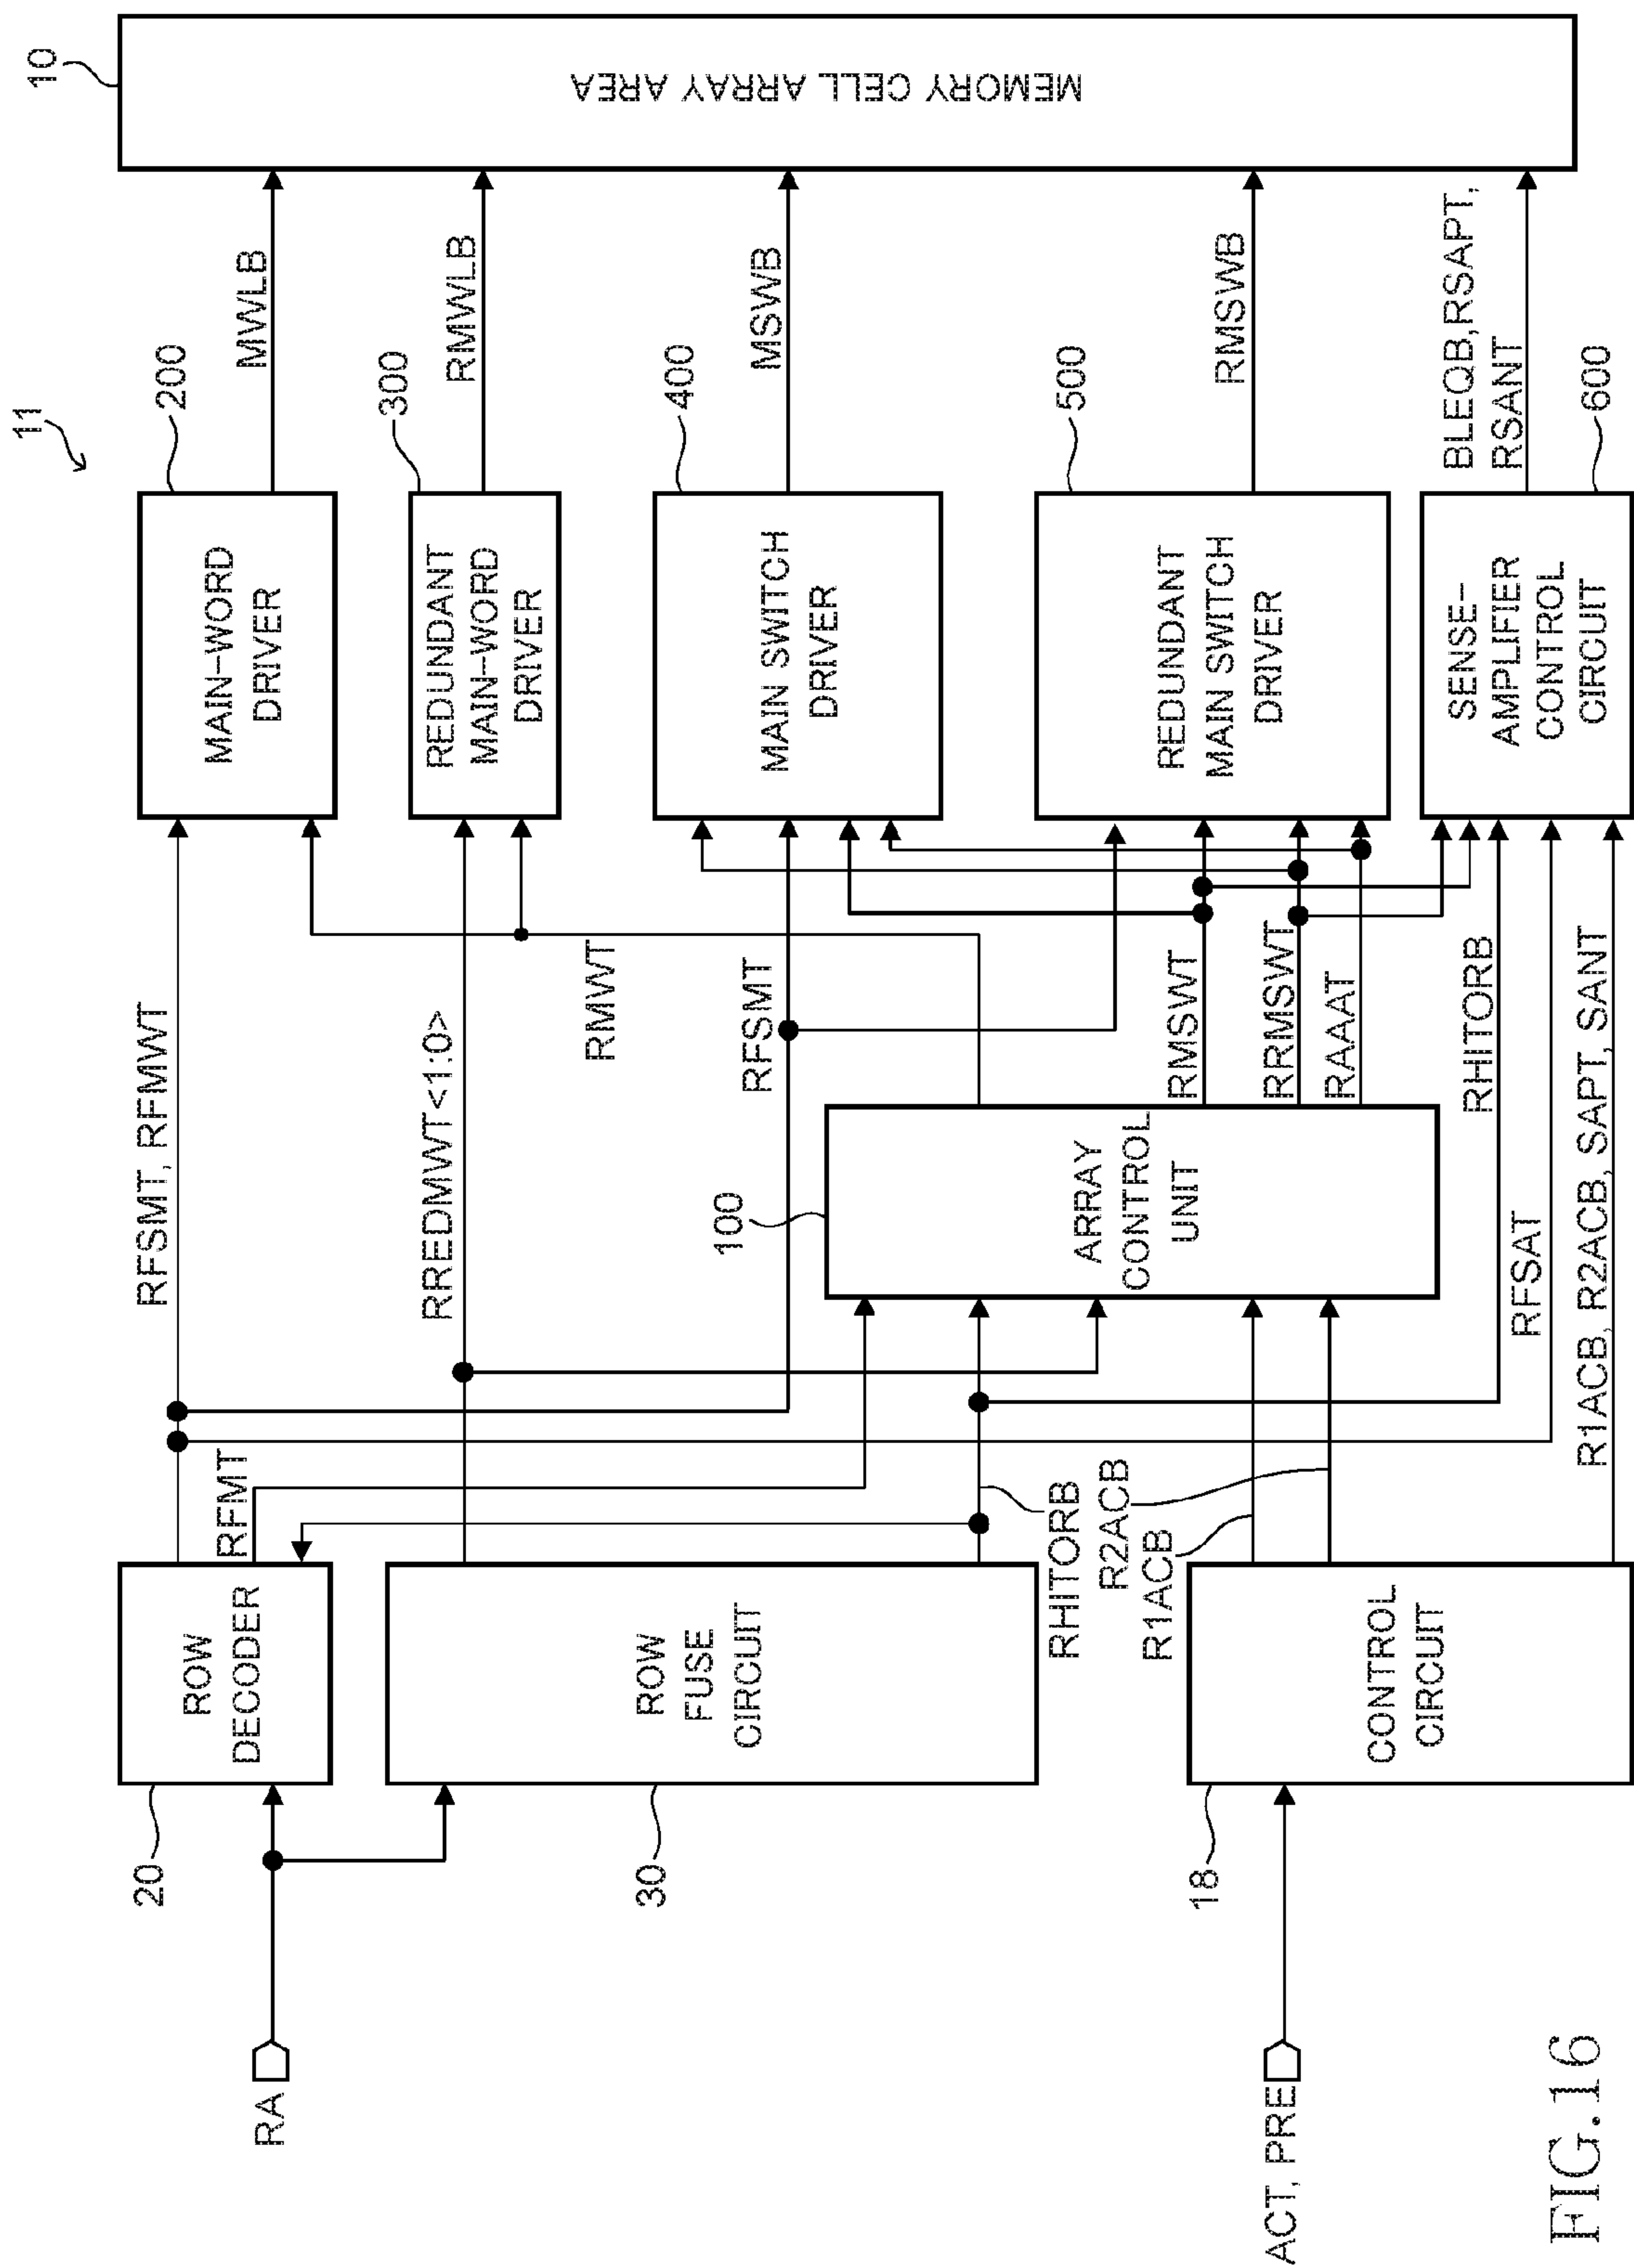 11
10
RA
20
ROW
DECODER
RFSMT, RFMWT
RFMT
200
MAIN-WORD
DRIVER
MWLB
30
ROW
FUSE
CIRCUIT
RREDMWT<1:0>
RMWT
300
REDUNDANT
MAIN-WORD
DRIVER
RMWLB
RFSMT
400
MAIN SWITCH
DRIVER
MSWB
MEMORY CELL ARRAY AREA
100
ARRAY
CONTROL
UNIT
RHITORB
R2ACB
R1ACB
RMSWT
RRMSWT
RAAAT
500
REDUNDANT
MAIN SWITCH
DRIVER
RMSWB
ACT, PRE
18
CONTROL
CIRCUIT
RHITORB
RFSAT
R1ACB, R2ACB, SAPT, SANT
SENSE-
AMPLIFIER
CONTROL
CIRCUIT
600
BLEQB,RSAPT,
RSANT
FIG.16